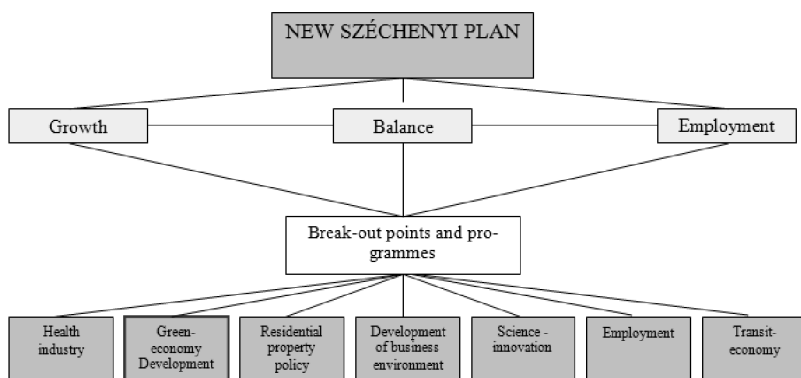 NEW SZÉCHENYI PLAN
Growth
Balance
Employment
Break-out points and pro-
grammes
Health
industry
Green-
economy
Development
Residential
property
policy
Development
of business
environment
Science -
innovation
Employment
Transit-
economy